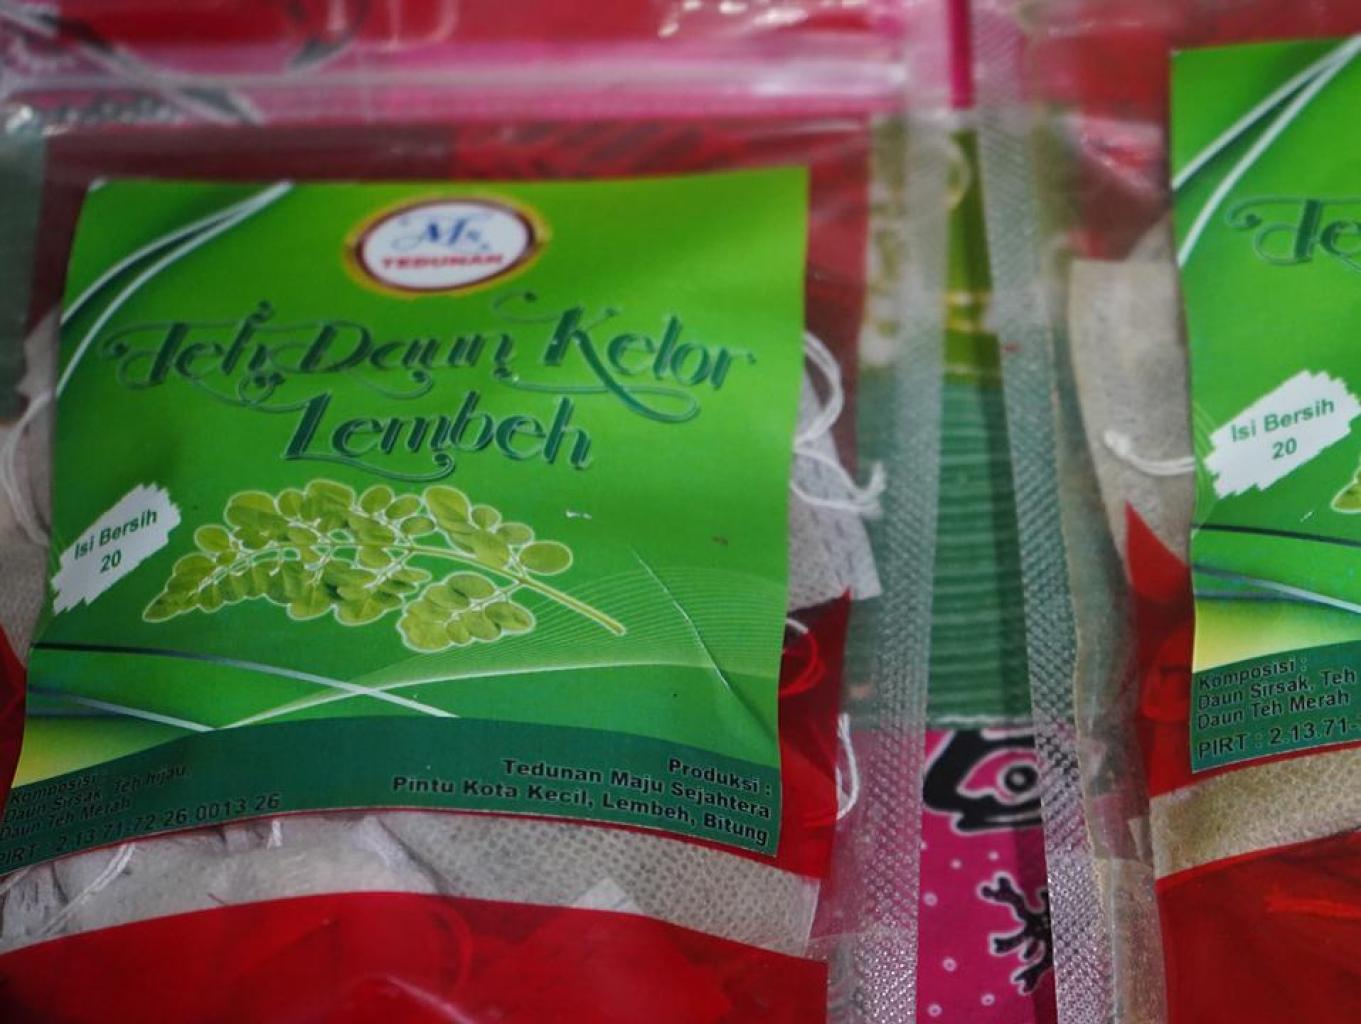 Ms.
TEDUNAN
Teh Daun Kelor
Lembeh
Isi Bersih
20
Komposisi :
Daun Sirsak, Teh hijau,
Daun Teh Merah
PIRT : 2.13.71.72.26.0013.26
Produksi :
Tedunan Maju Sejahtera
Pintu Kota Kecil, Lembeh, Bitung
Te
Isi Bersih
20
Komposisi :
Daun Sirsak, Teh
Daun Teh Merah
PIRT : 2.13.71-